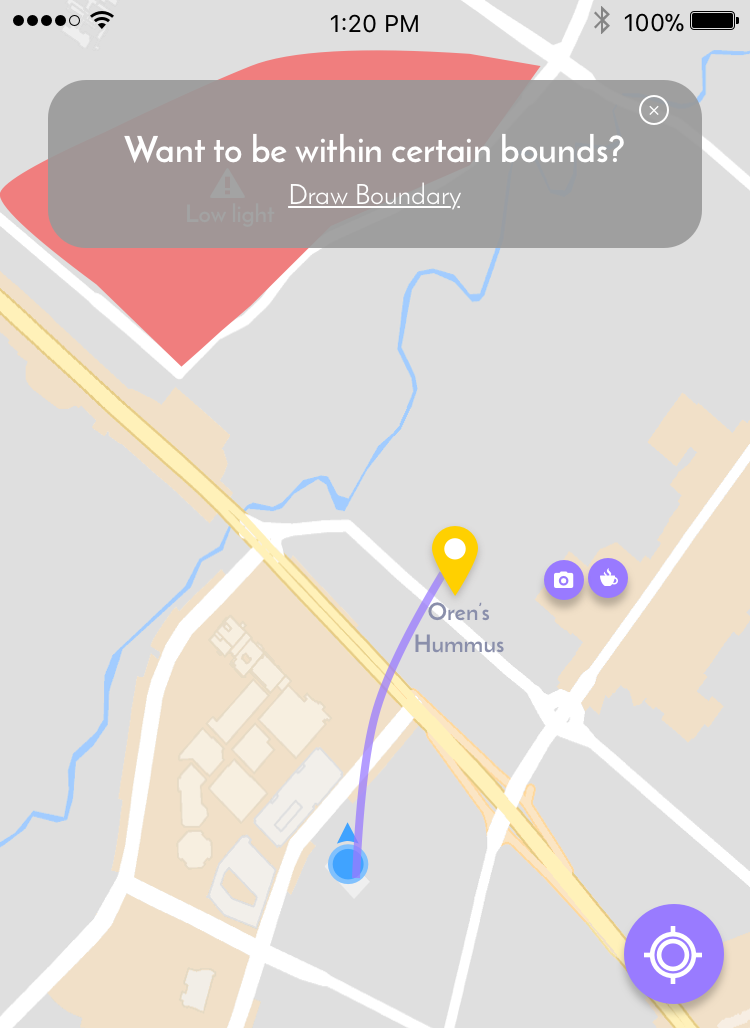 1:20 PM
100%
Want to be within certain bounds?
Draw Boundary
Low light
Oren's
Hummus